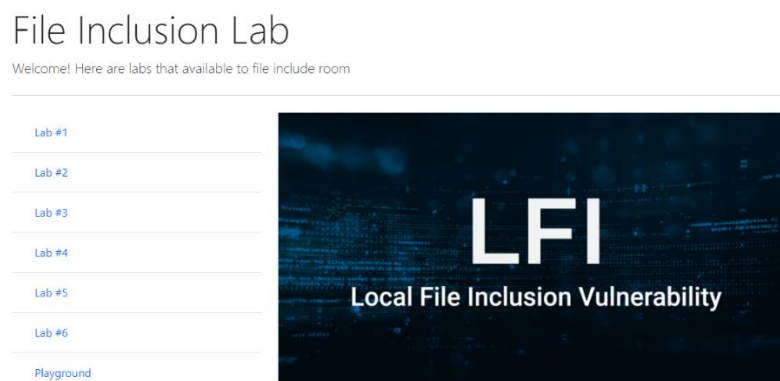 File Inclusion Lab
Welcome! Here are labs that available to file include room
Lab #1
Lab #2
Lab #3
Lab #4
Lab #5
Lab #6
Playground
LFI
Local File Inclusion Vulnerability